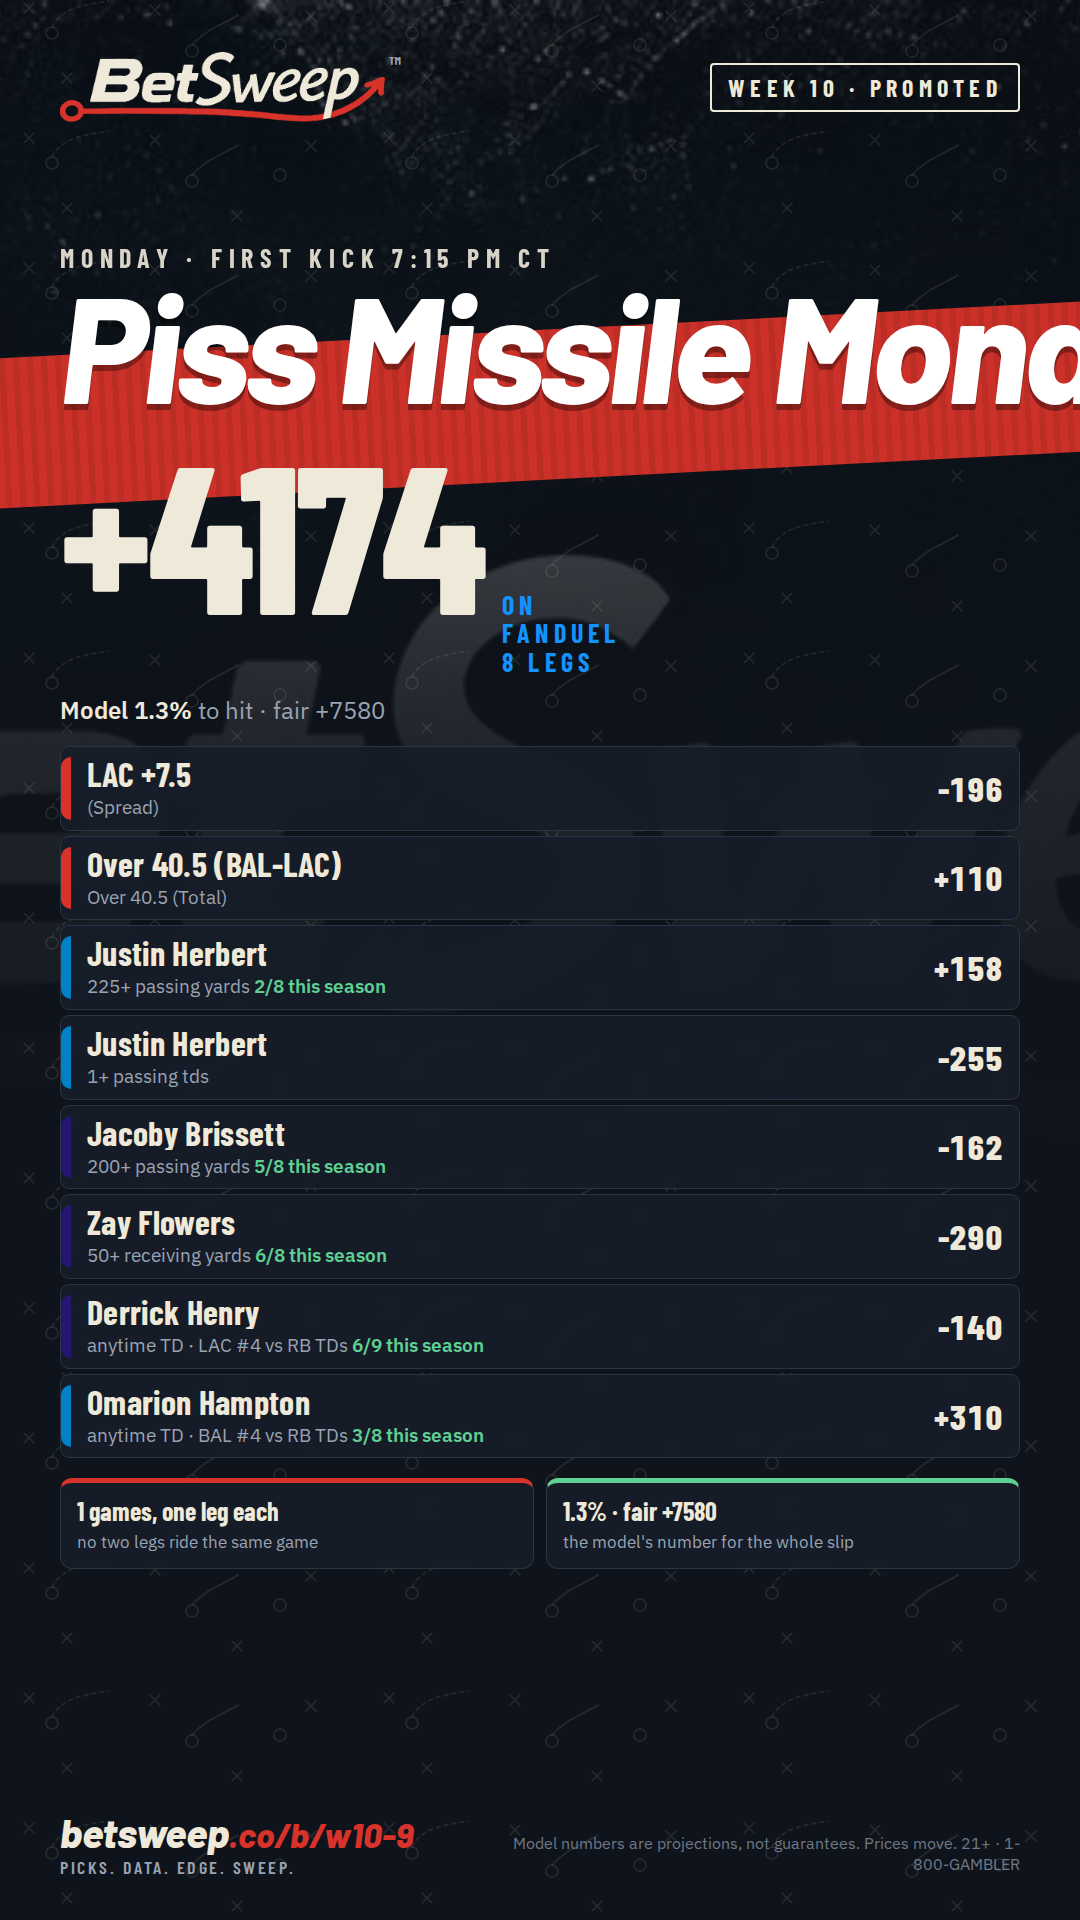 BetSweep™
WEEK 10 · PROMOTED
MONDAY · FIRST KICK 7:15 PM CT
Piss Missile Mond
+4174
ON
FANDUEL
8 LEGS
Model 1.3% to hit · fair +7580
LAC +7.5
(Spread)
-196
Over 40.5 (BAL-LAC)
Over 40.5 (Total)
+110
Justin Herbert
225+ passing yards 2/8 this season
+158
Justin Herbert
1+ passing tds
-255
Jacoby Brissett
200+ passing yards 5/8 this season
-162
Zay Flowers
50+ receiving yards 6/8 this season
-290
Derrick Henry
anytime TD · LAC #4 vs RB TDs 6/9 this season
-140
Omarion Hampton
anytime TD · BAL #4 vs RB TDs 3/8 this season
+310
1 games, one leg each
no two legs ride the same game
1.3% · fair +7580
the model's number for the whole slip
betsweep.co/b/w10-9
PICKS. DATA. EDGE. SWEEP.
Model numbers are projections, not guarantees. Prices move. 21+ · 1-
800-GAMBLER